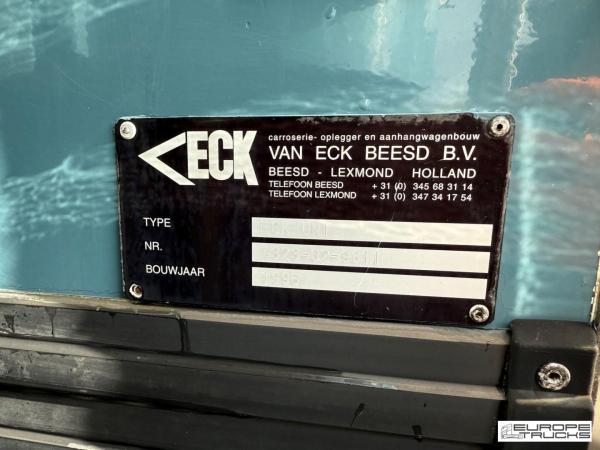 ECK
carroserie- oplegger en aanhangwagenbouw
VAN ECK BEESD B.V.
BEESD - LEXMOND HOLLAND
TELEFOON BEESD + 31 (0) 345 68 31 14
TELEFOON LEXMOND + 31 (0) 347 34 17 54
TYPE
NR.
BOUWJAAR
EUROPE
TRUCKS